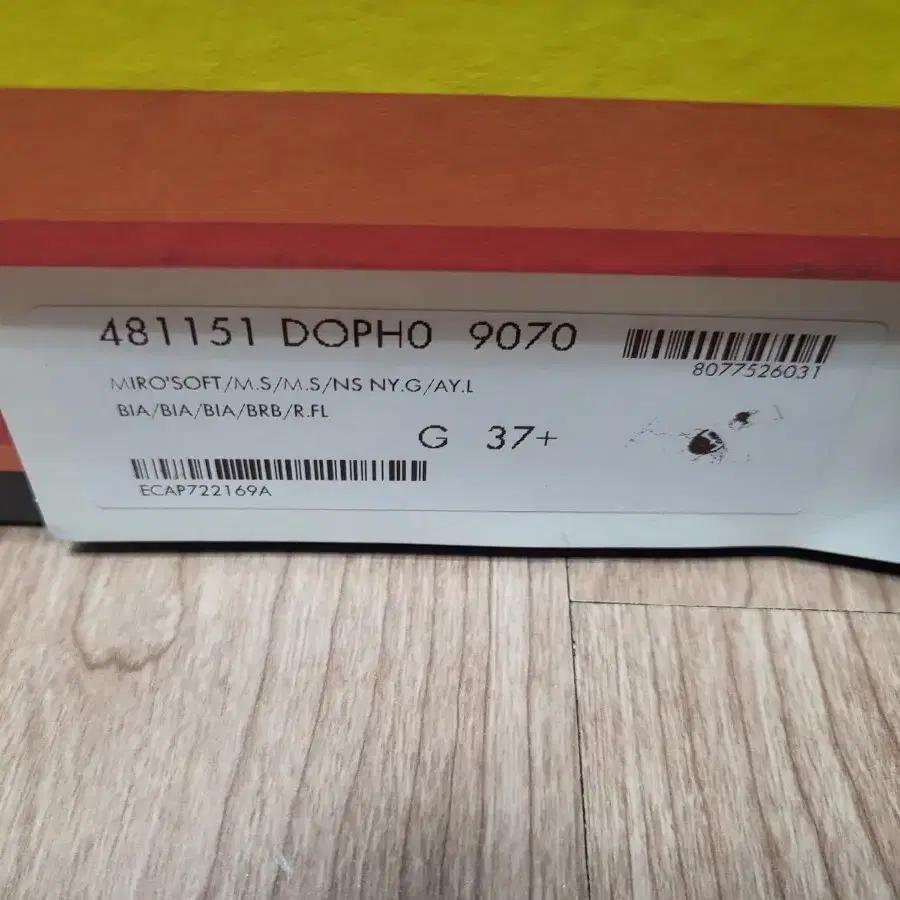 481151 DOPH0 9070
8077526031
MIRO'SOFT/M.S/M.S/NS NY.G/AY.L
BIA/BIA/BIA/BRB/R.FL
G 37+
ECAP722169A